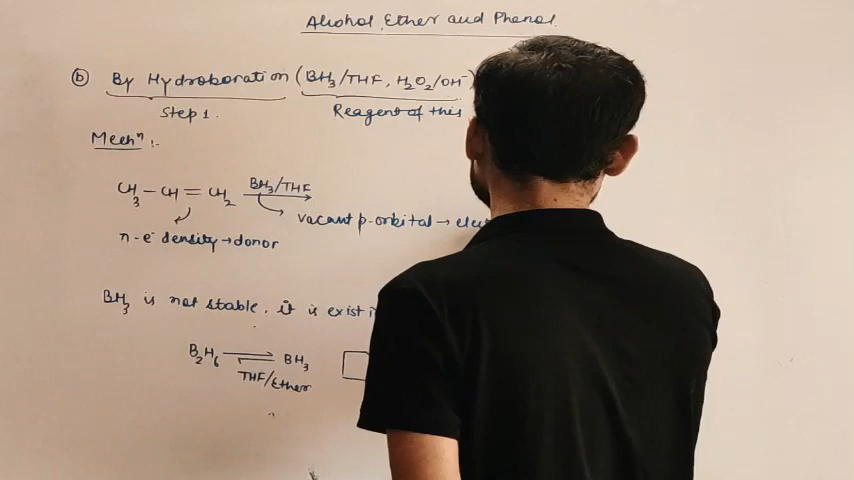 Alcohol, Ether and Phenol.
ⓑ By Hydroboration (BH₃/THF, H₂O₂/OH⁻)
Step 1. Reagent of this
Mechⁿ :-
CH₃-CH=CH₂ BH₃/THF →
vacant p-orbital →
π-e⁻ density → donor
BH₃ is not stable. it is exist
B₂H₆ ⇌ BH₃
THF/Ether